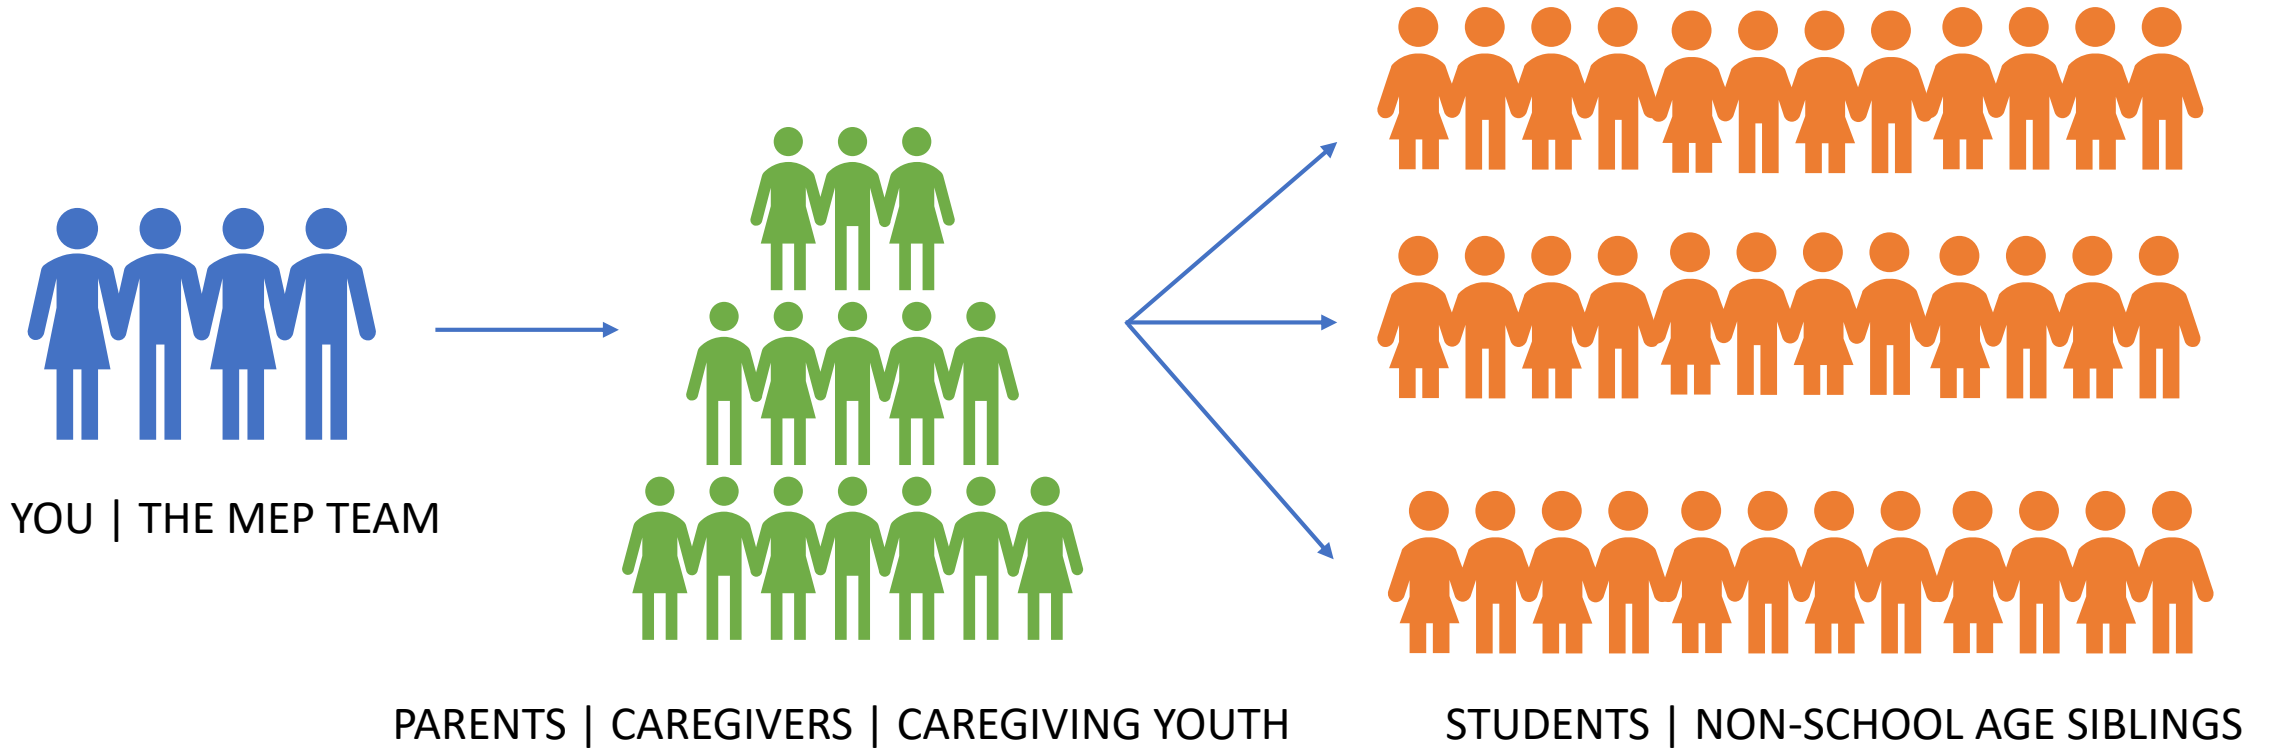 YOU | THE MEP TEAM
PARENTS | CAREGIVERS | CAREGIVING YOUTH
STUDENTS | NON-SCHOOL AGE SIBLINGS